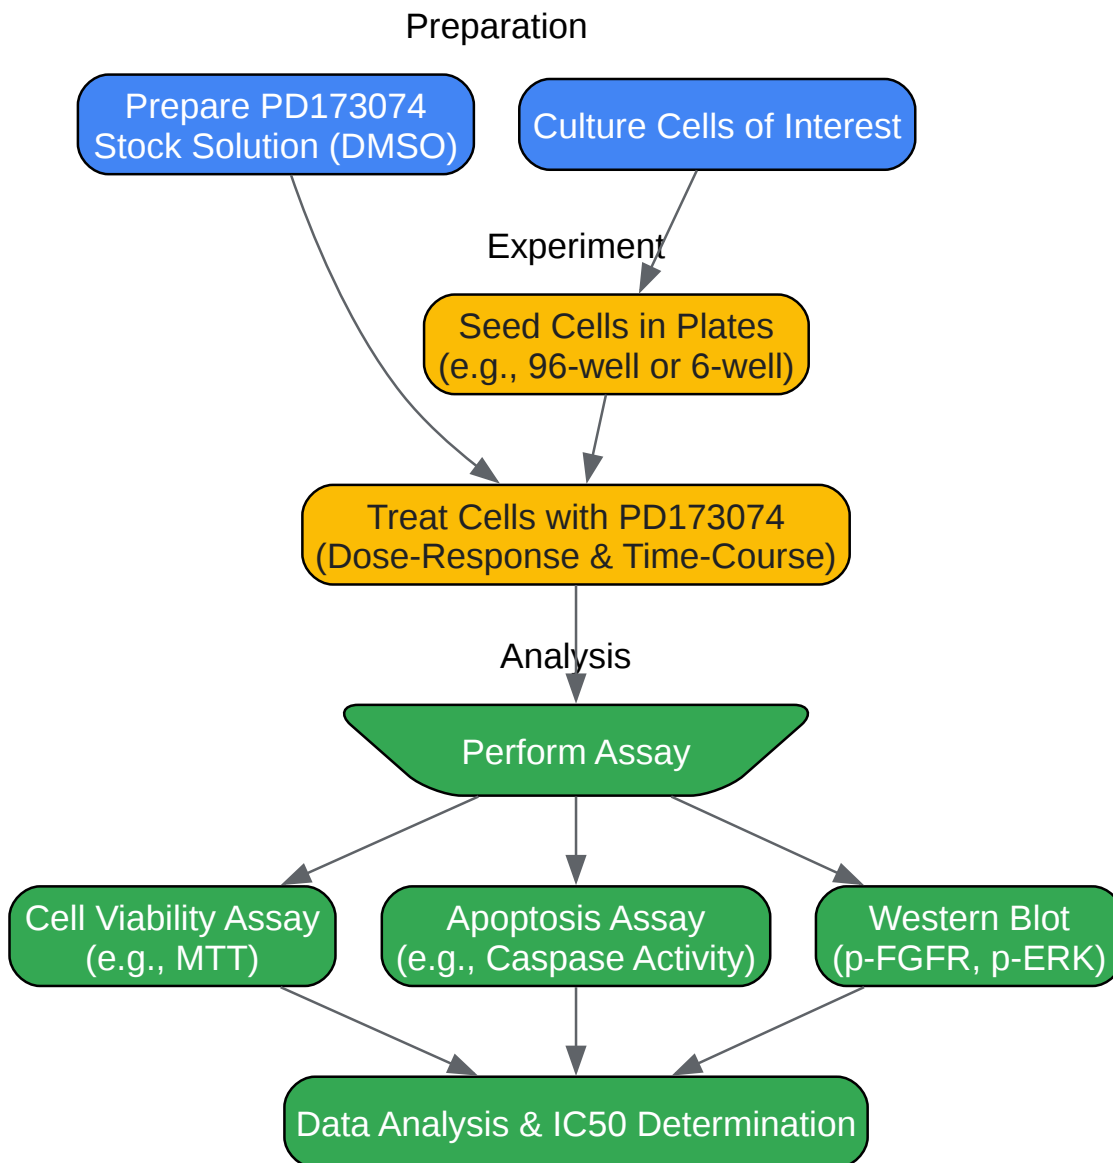 Preparation
Prepare PD173074
Stock Solution (DMSO)
Culture Cells of Interest
Experiment
Seed Cells in Plates
(e.g., 96-well or 6-well)
Treat Cells with PD173074
(Dose-Response & Time-Course)
Analysis
Perform Assay
Cell Viability Assay
(e.g., MTT)
Apoptosis Assay
(e.g., Caspase Activity)
Western Blot
(p-FGFR, p-ERK)
Data Analysis & IC50 Determination